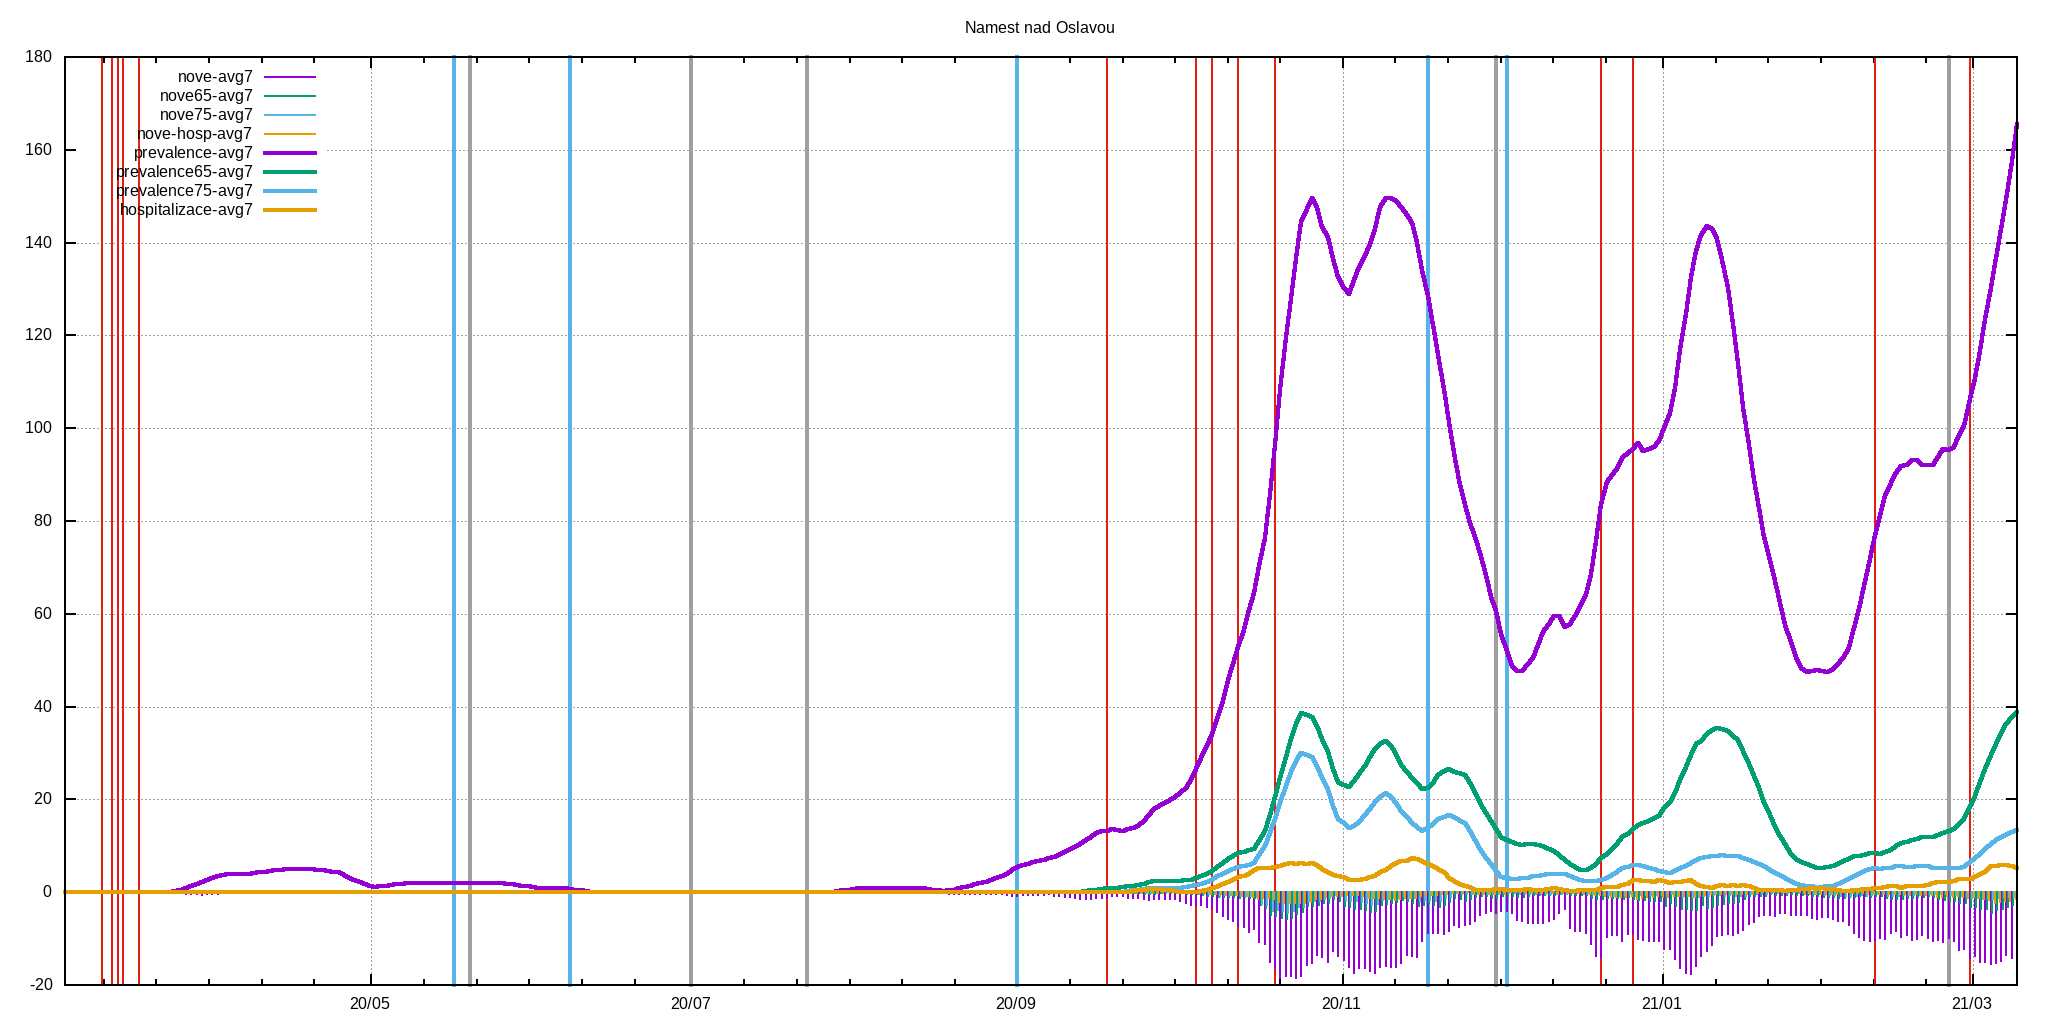 Namest nad Oslavou
180
160
140
120
100
80
60
40
20
0
-20
nove-avg7
nove65-avg7
nove75-avg7
nove-hosp-avg7
prevalence-avg7
prevalence65-avg7
prevalence75-avg7
hospitalizace-avg7
20/05
20/07
20/09
20/11
21/01
21/03